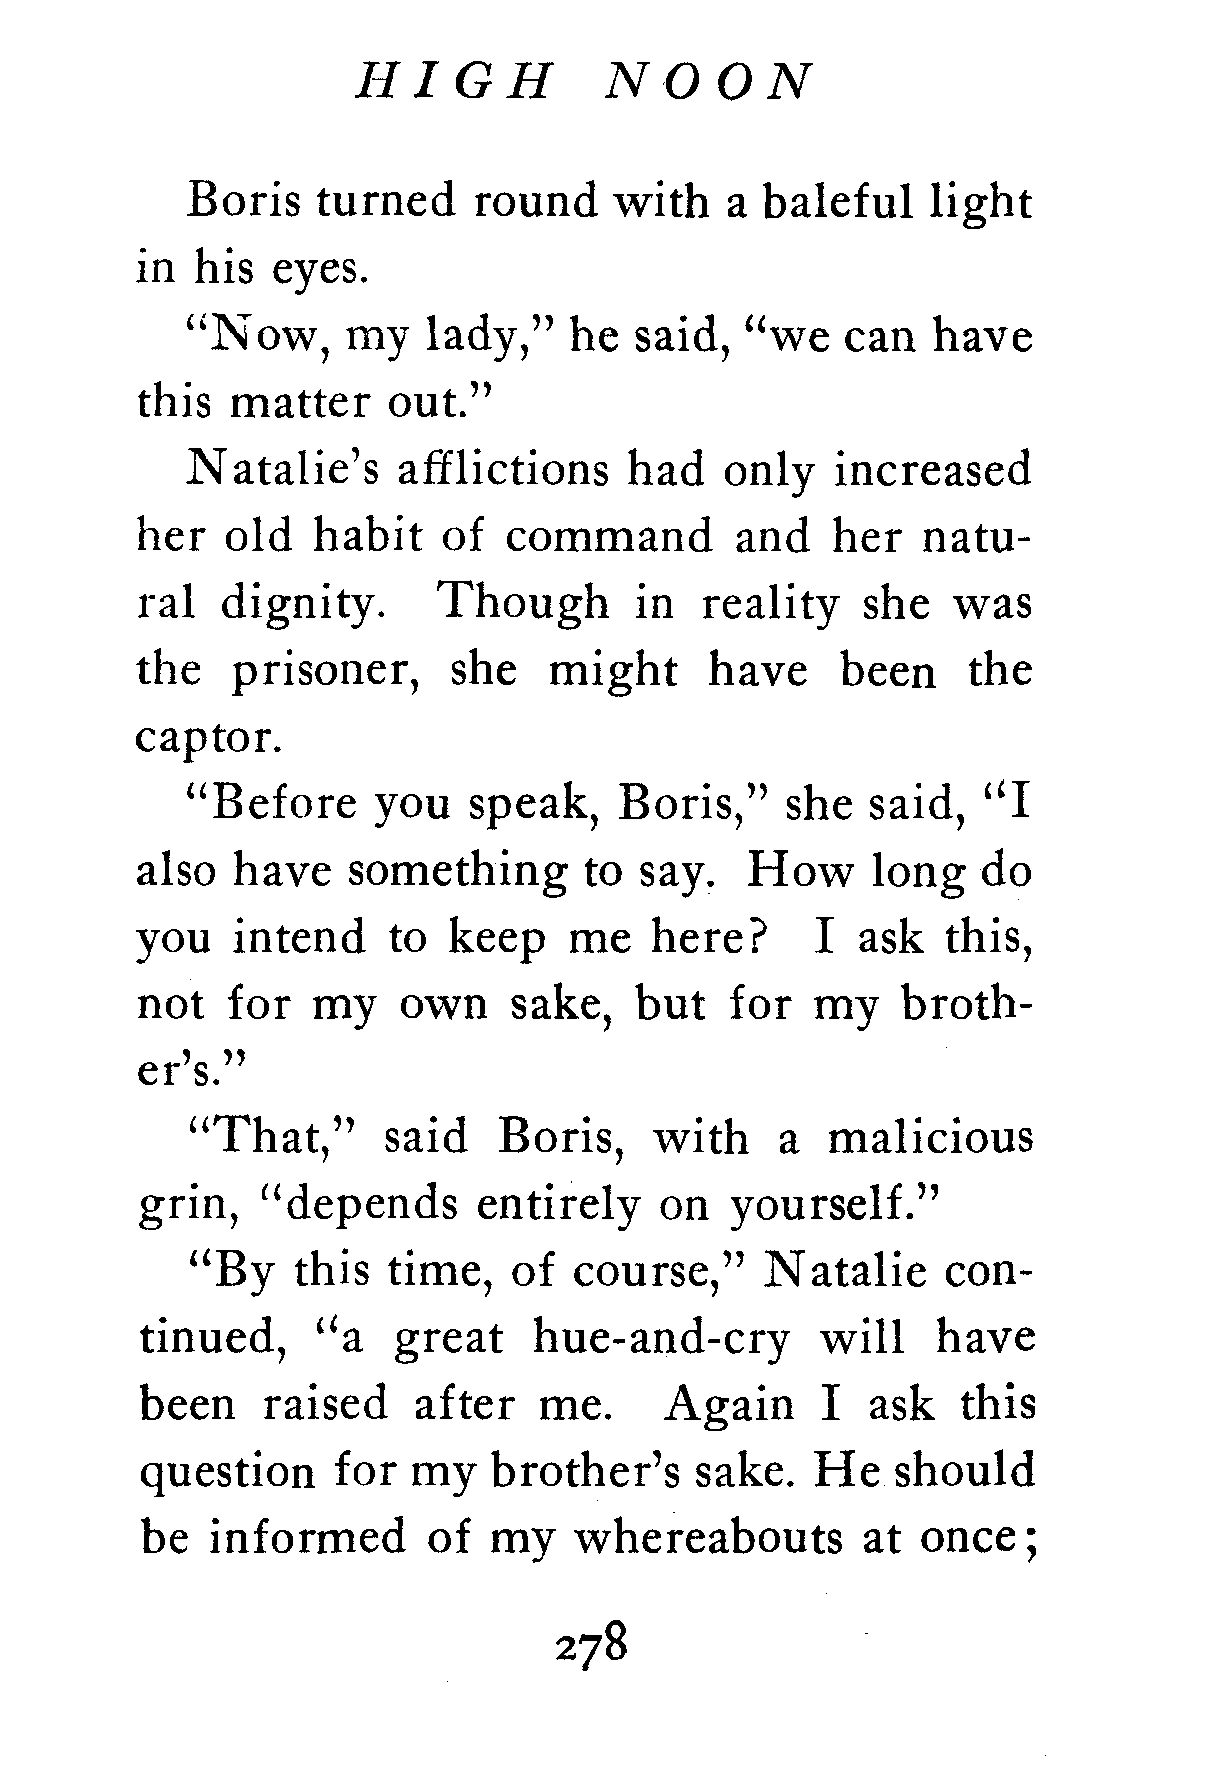 HIGH NOON
Boris turned round with a baleful light
in his eyes.
“Now, my lady,” he said, “we can have
this matter out.”
Natalie’s afflictions had only increased
her old habit of command and her natu-
ral dignity. Though in reality she was
the prisoner, she might have been the
captor.
“Before you speak, Boris,” she said, “I
also have something to say. How long do
you intend to keep me here? I ask this,
not for my own sake, but for my broth-
er’s.”
“That,” said Boris, with a malicious
grin, “depends entirely on yourself.”
“By this time, of course,” Natalie con-
tinued, “a great hue-and-cry will have
been raised after me. Again I ask this
question for my brother’s sake. He should
be informed of my whereabouts at once;
278